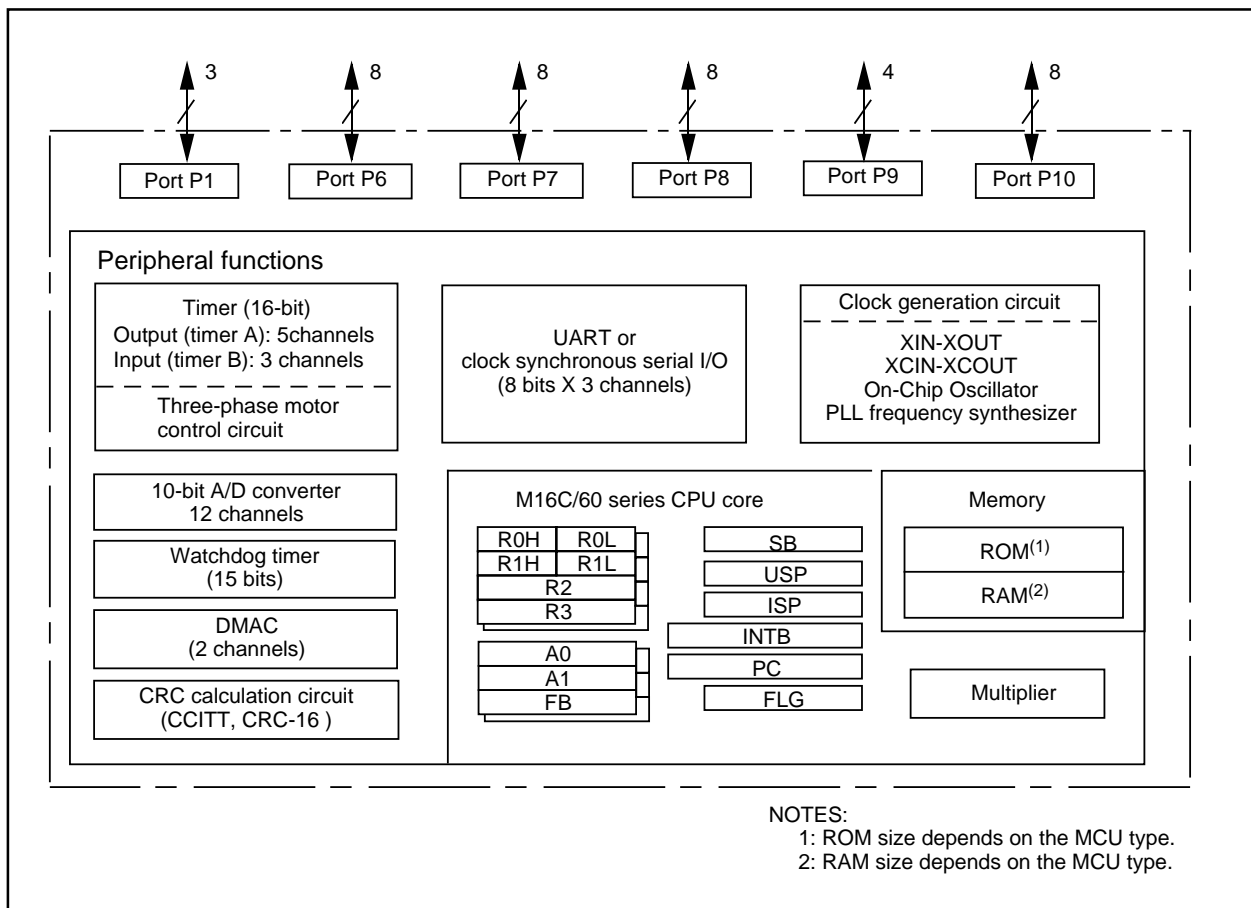 3
8
8
8
4
8
Port P1
Port P6
Port P7
Port P8
Port P9
Port P10
Peripheral functions
Timer (16-bit)
Output (timer A): 5channels
Input (timer B): 3 channels
Three-phase motor
control circuit
UART or
clock synchronous serial I/O
(8 bits X 3 channels)
Clock generation circuit
XIN-XOUT
XCIN-XCOUT
On-Chip Oscillator
PLL frequency synthesizer
10-bit A/D converter
12 channels
Watchdog timer
(15 bits)
DMAC
(2 channels)
CRC calculation circuit
(CCITT, CRC-16 )
M16C/60 series CPU core
R0H
R0L
R1H
R1L
R2
R3
A0
A1
FB
SB
USP
ISP
INTB
PC
FLG
Memory
ROM(1)
RAM(2)
Multiplier
NOTES:
1: ROM size depends on the MCU type.
2: RAM size depends on the MCU type.